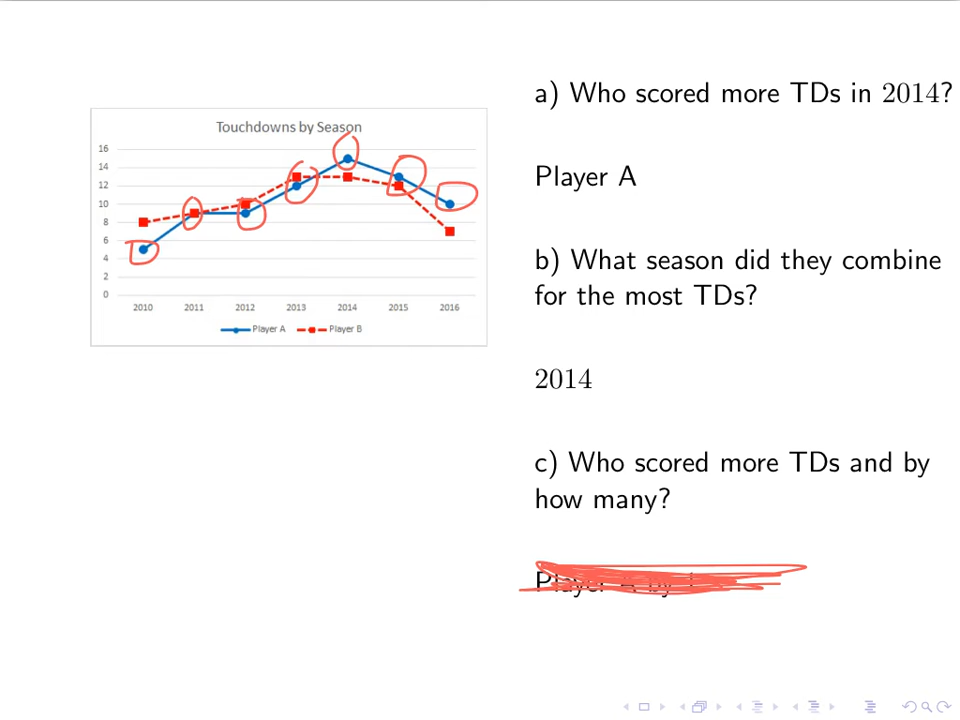 a) Who scored more TDs in 2014?
Touchdowns by Season
16
14
12
10
8
6
4
2
0
2010 2011 2012 2013 2014 2015 2016
Player A Player B
Player A
b) What season did they combine
for the most TDs?
2014
c) Who scored more TDs and by
how many?
Player A by